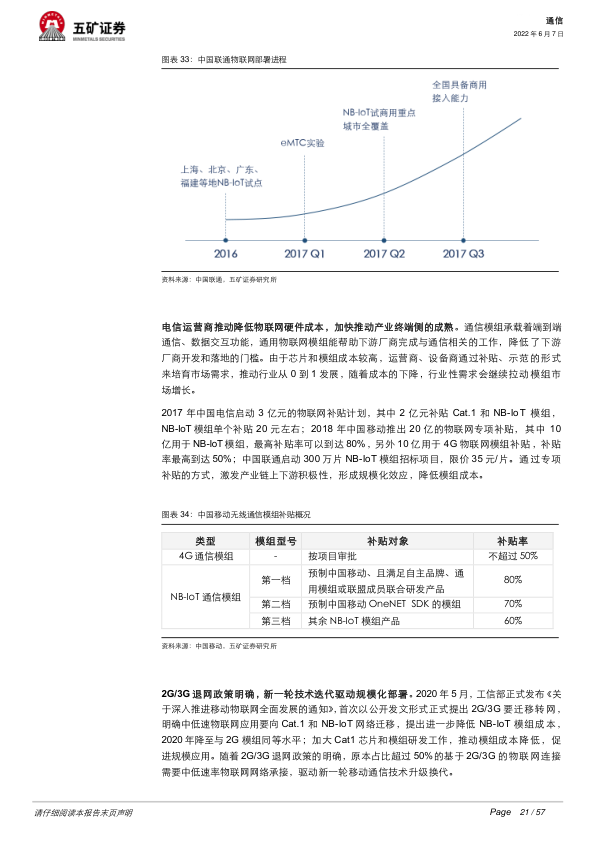 五矿证券
MINMETALS SECURITIES
通信
2022 年 6 月 7 日
图表 33：中国联通物联网部署进程
全国具备商用
接入能力
NB-IoT试商用重点
城市全覆盖
eMTC实验
上海、北京、广东、
福建等地NB-IoT试点
2016 2017 Q1 2017 Q2 2017 Q3
资料来源：中国联通，五矿证券研究所
电信运营商推动降低物联网硬件成本，加快推动产业终端侧的成熟。通信模组承载着端到端
通信、数据交互功能，通用物联网模组能帮助下游厂商完成与通信相关的工作，降低了下游
厂商开发和落地的门槛。由于芯片和模组成本较高，运营商、设备商通过补贴、示范的形式
来培育市场需求，推动行业从 0 到 1 发展，随着成本的下降，行业性需求会继续拉动模组市
场增长。
2017 年中国电信启动 3 亿元的物联网补贴计划，其中 2 亿元补贴 Cat.1 和 NB-IoT 模组，
NB-IoT 模组单个补贴 20 元左右；2018 年中国移动推出 20 亿的物联网专项补贴，其中 10
亿用于 NB-IoT 模组，最高补贴率可以到达 80%，另外 10 亿用于 4G 物联网模组补贴，补贴
率最高到达 50%；中国联通启动 300 万片 NB-IoT 模组招标项目，限价 35 元/片。通过专项
补贴的方式，激发产业链上下游积极性，形成规模化效应，降低模组成本。
图表 34：中国移动无线通信模组补贴概况
类型 模组型号 补贴对象 补贴率
4G 通信模组 - 按项目审批 不超过 50%
NB-IoT 通信模组 第一档 预制中国移动、且满足自主品牌、通
用模组或联盟成员联合研发产品 80%
第二档 预制中国移动 OneNET SDK 的模组 70%
第三档 其余 NB-IoT 模组产品 60%
资料来源：中国移动，五矿证券研究所
2G/3G 退网政策明确，新一轮技术迭代驱动规模化部署。2020 年 5 月，工信部正式发布《关
于深入推进移动物联网全面发展的通知》，首次以公开发文形式正式提出 2G/3G 要迁移转网，
明确中低速物联网应用要向 Cat.1 和 NB-IoT 网络迁移，提出进一步降低 NB-IoT 模组成本，
2020 年降至与 2G 模组同等水平；加大 Cat1 芯片和模组研发工作，推动模组成本降低，促
进规模应用。随着 2G/3G 退网政策的明确，原本占比超过 50%的基于 2G/3G 的物联网连接
需要中低速率物联网网络承接，驱动新一轮移动通信技术升级换代。
请仔细阅读本报告末页声明
Page 21 / 57